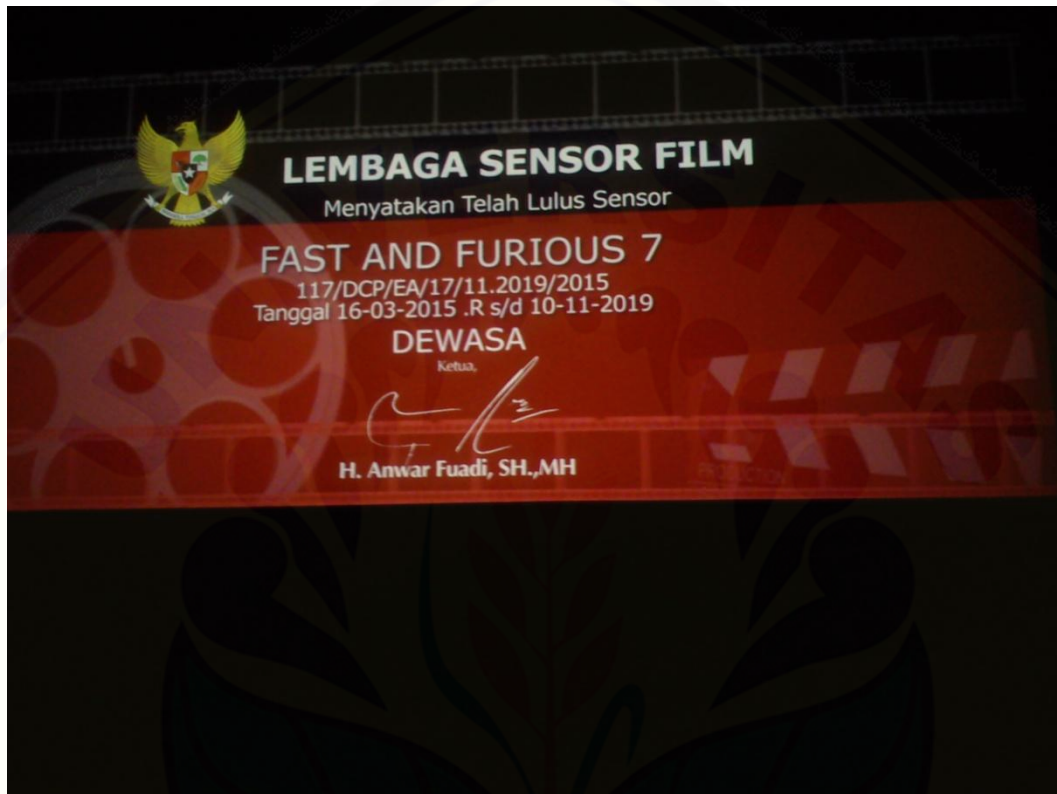 LEMBAGA SENSOR FILM
Menyatakan Telah Lulus Sensor
FAST AND FURIOUS 7
117/DCP/EA/17/11.2019/2015
Tanggal 16-03-2015 .R s/d 10-11-2019
DEWASA
Ketua,
H. Anwar Fuadi, SH.,MH